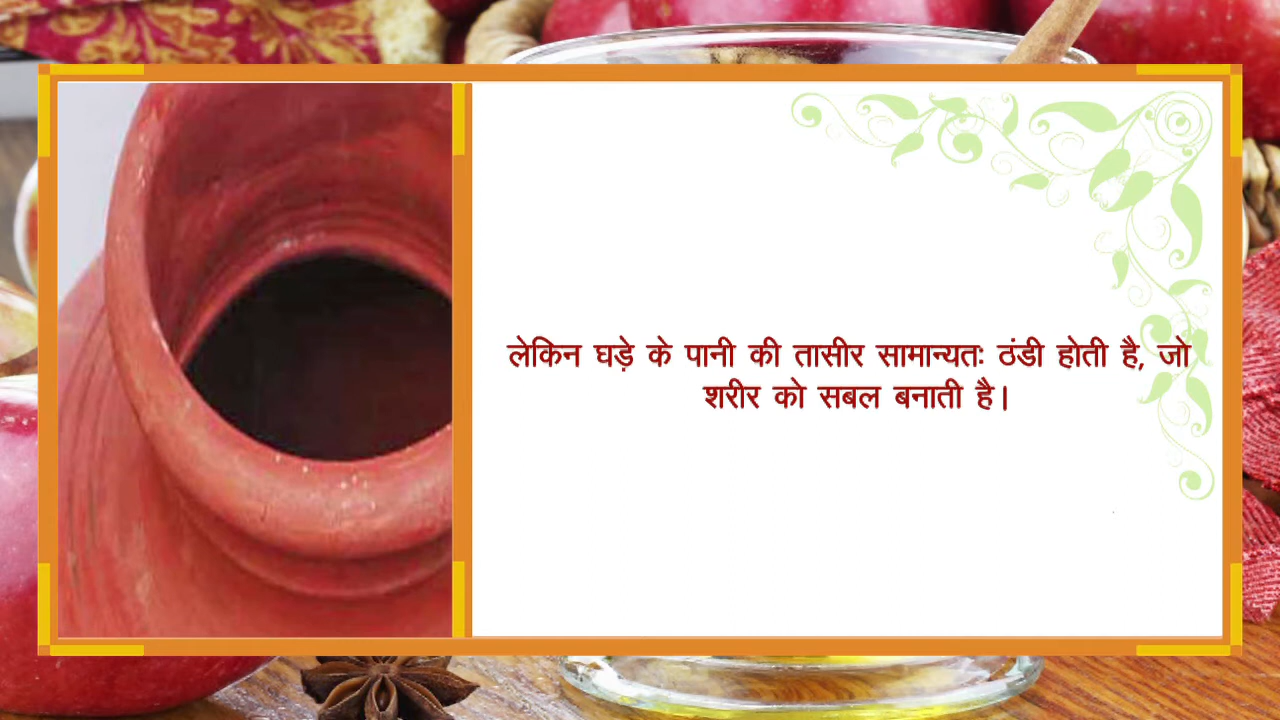 लेकिन घड़े के पानी की तासीर सामान्यतः ठंडी होती है, जो
शरीर को सबल बनाती है।